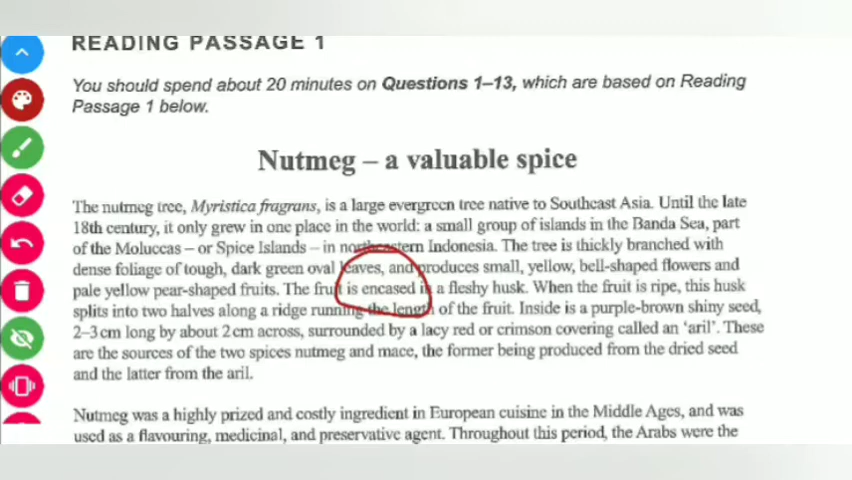 READING PASSAGE 1
You should spend about 20 minutes on Questions 1–13, which are based on Reading
Passage 1 below.
Nutmeg – a valuable spice
The nutmeg tree, Myristica fragrans, is a large evergreen tree native to Southeast Asia. Until the late
18th century, it only grew in one place in the world: a small group of islands in the Banda Sea, part
of the Moluccas – or Spice Islands – in northeastern Indonesia. The tree is thickly branched with
dense foliage of tough, dark green oval leaves, and produces small, yellow, bell-shaped flowers and
pale yellow pear-shaped fruits. The fruit is encased in a fleshy husk. When the fruit is ripe, this husk
splits into two halves along a ridge running the length of the fruit. Inside is a purple-brown shiny seed,
2–3 cm long by about 2 cm across, surrounded by a lacy red or crimson covering called an ‘aril’. These
are the sources of the two spices nutmeg and mace, the former being produced from the dried seed
and the latter from the aril.
Nutmeg was a highly prized and costly ingredient in European cuisine in the Middle Ages, and was
used as a flavouring, medicinal, and preservative agent. Throughout this period, the Arabs were the